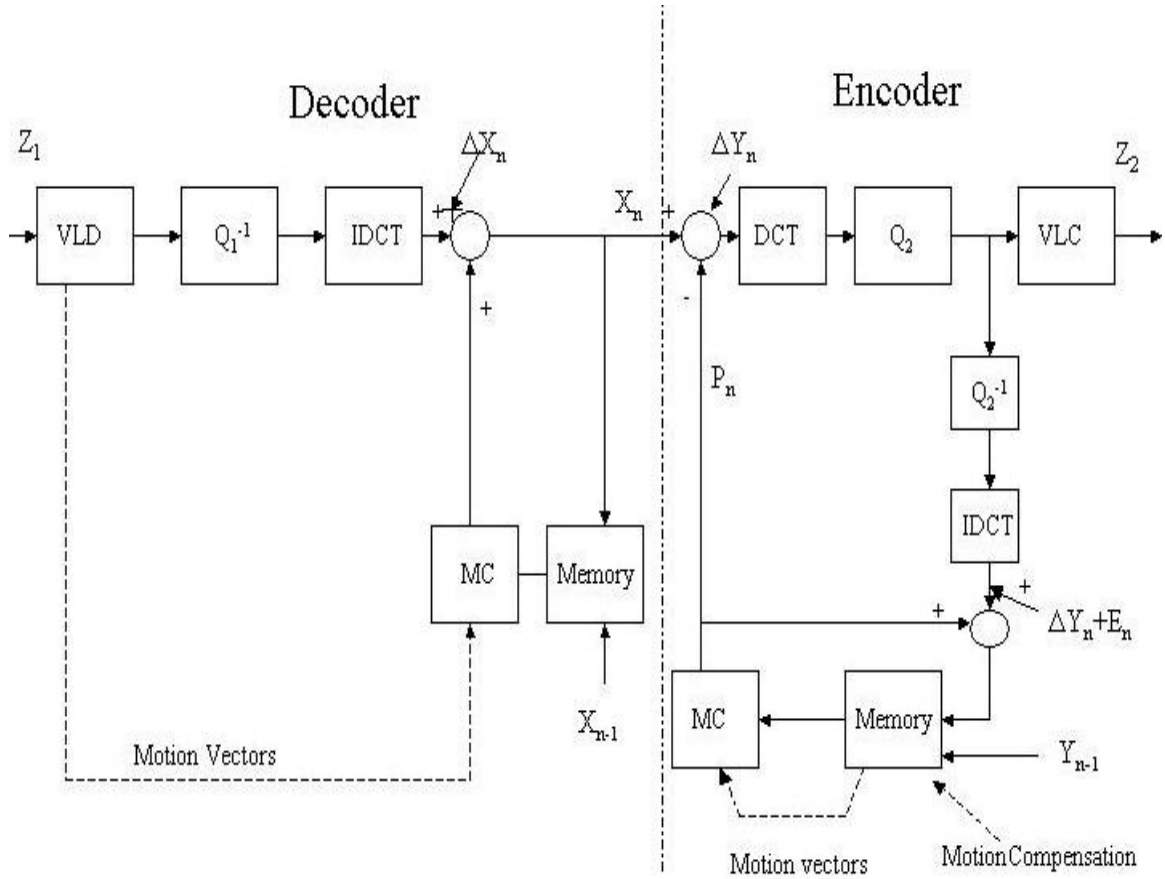 Decoder
Encoder
Z₁
ΔXₙ
ΔYₙ
Z₂
Xₙ
+
+
+
VLD
Q₁⁻¹
IDCT
DCT
Q₂
VLC
+
-
Pₙ
Q₂⁻¹
IDCT
MC
Memory
+
+
ΔYₙ+Eₙ
MC
Memory
Xₙ₋₁
Yₙ₋₁
Motion Vectors
Motion vectors
Motion Compensation